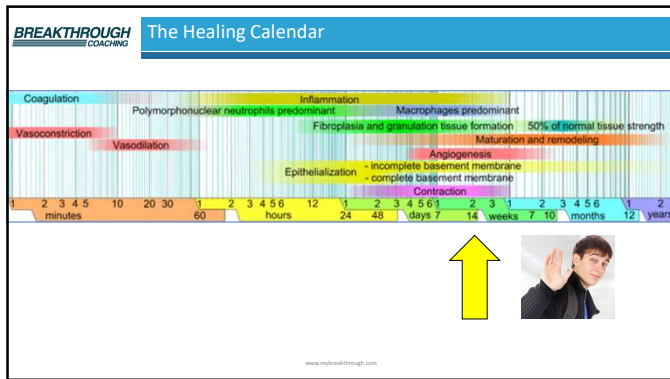 BREAKTHROUGH
COACHING
The Healing Calendar
Coagulation
Inflammation
Polymorphonuclear neutrophils predominant
Macrophages predominant
Fibroplasia and granulation tissue formation
50% of normal tissue strength
Vasoconstriction
Vasodilation
Maturation and remodeling
Angiogenesis
Epithelialization
- incomplete basement membrane
- complete basement membrane
Contraction
1 2 3 4 5 10 20 30 1 2 3 4 5 6 12 1 2 3 4 5 6 1 2 3 1 2 3 4 5 6 1 2
minutes 60 hours 24 48 days 7 14 weeks 7 10 months 12 years
www.mybreakthrough.com